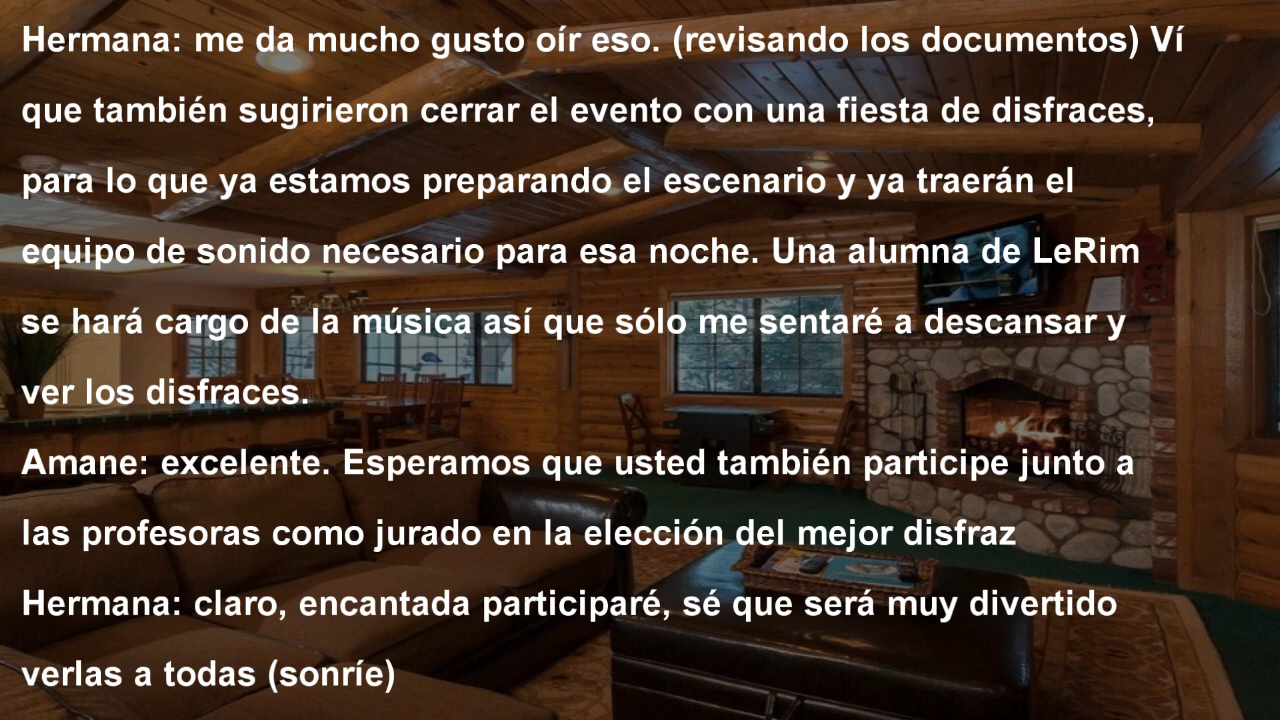 Hermana: me da mucho gusto oír eso. (revisando los documentos) Ví
que también sugirieron cerrar el evento con una fiesta de disfraces,
para lo que ya estamos preparando el escenario y ya traerán el
equipo de sonido necesario para esa noche. Una alumna de LeRim
se hará cargo de la música así que sólo me sentaré a descansar y
ver los disfraces.
Amane: excelente. Esperamos que usted también participe junto a
las profesoras como jurado en la elección del mejor disfraz
Hermana: claro, encantada participaré, sé que será muy divertido
verlas a todas (sonríe)